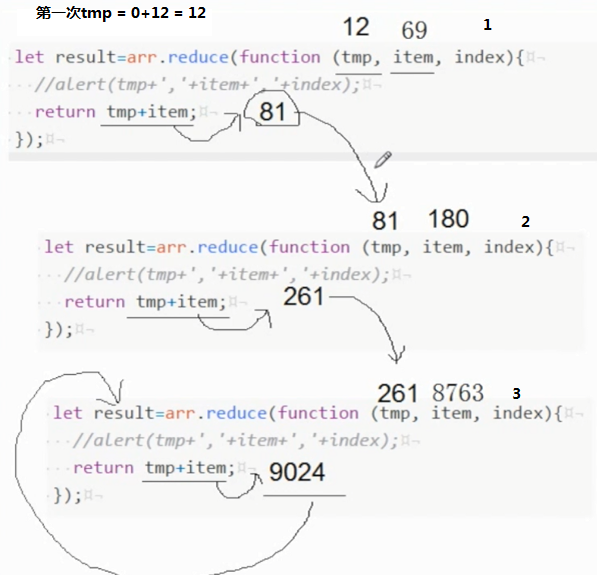 第一次tmp = 0+12 = 12
12 69 1
let result=arr.reduce(function (tmp, item, index){
//alert(tmp+','+item+','+index);
return tmp+item; 81
});
81 180 2
let result=arr.reduce(function (tmp, item, index){
//alert(tmp+','+item+','+index);
return tmp+item; 261
});
261 8763 3
let result=arr.reduce(function (tmp, item, index){
//alert(tmp+','+item+','+index);
return tmp+item; 9024
});